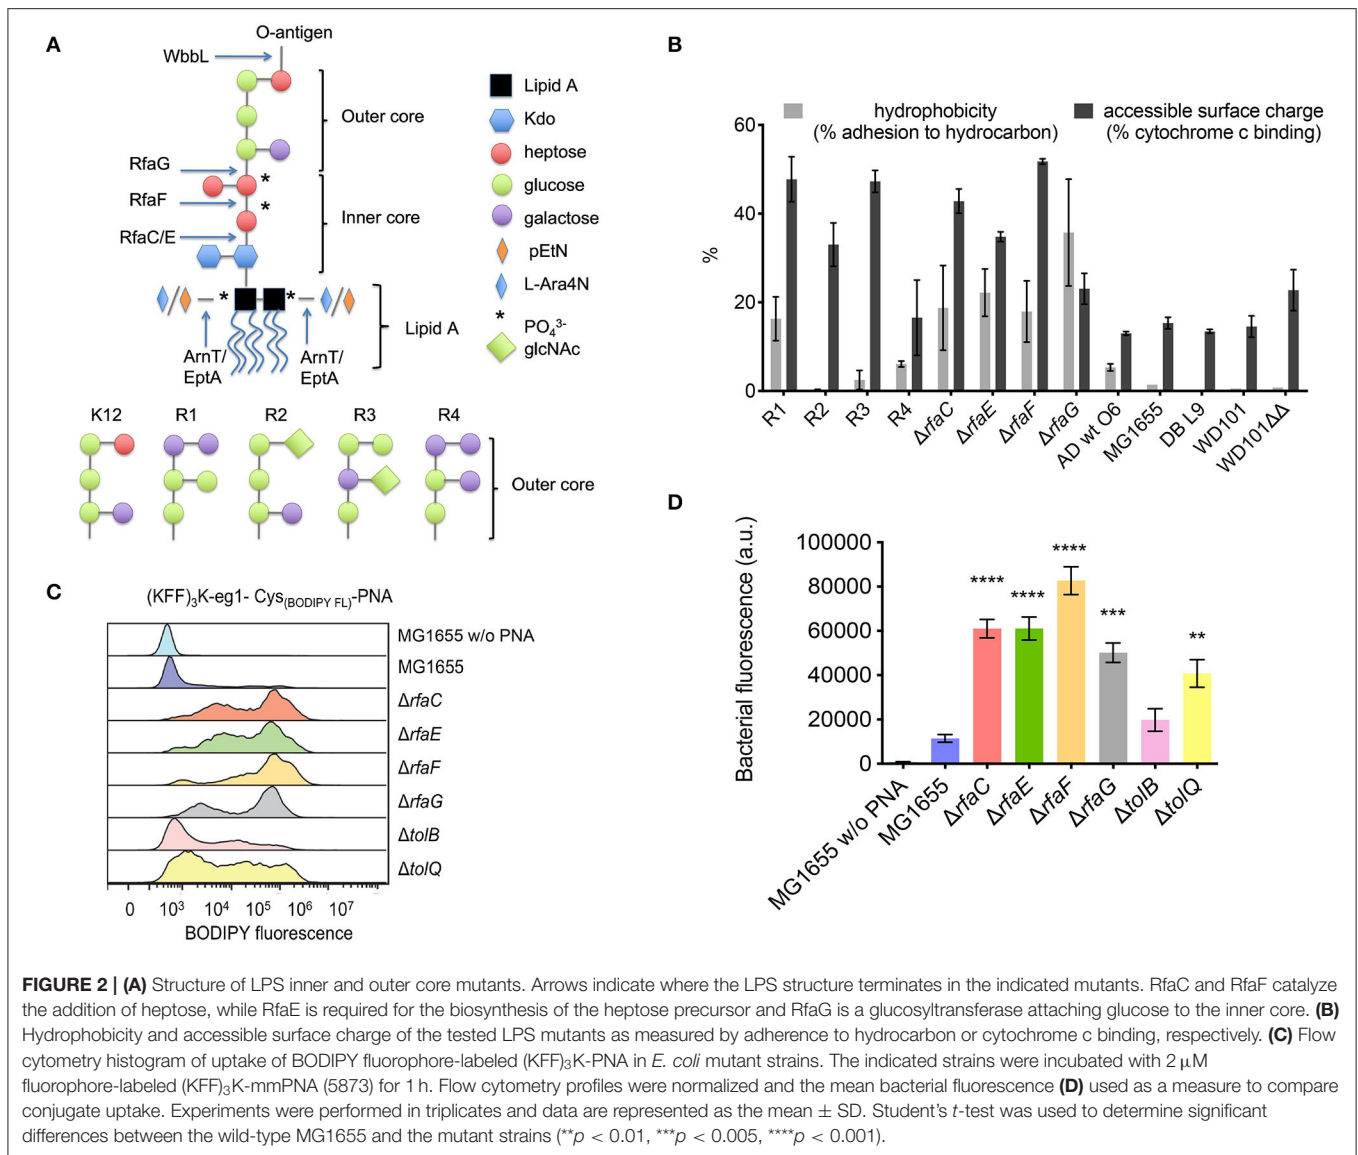 A
O-antigen
WbbL
Outer core
RfaG
*
RfaF
*
Inner core
RfaC/E
* *
Lipid A
ArnT/
EptA
ArnT/
EptA
Lipid A
Kdo
heptose
glucose
galactose
pEtN
L-Ara4N
* PO₄³⁻
glcNAc
K12 R1 R2 R3 R4
Outer core
B
hydrophobicity
(% adhesion to hydrocarbon)
accessible surface charge
(% cytochrome c binding)
60
40
20
0
%
R1
R2
R3
R4
ΔrfaC
ΔrfaE
ΔrfaF
ΔrfaG
AD wt O6
MG1655
DB L9
WD101
WD101ΔΔ
C
(KFF)₃K-eg1- Cys(BODIPY FL)-PNA
MG1655 w/o PNA
MG1655
ΔrfaC
ΔrfaE
ΔrfaF
ΔrfaG
ΔtolB
ΔtolQ
0 10³ 10⁴ 10⁵ 10⁶ 10⁷
BODIPY fluorescence
D
Bacterial fluorescence (a.u.)
100000
80000
60000
40000
20000
0
****
****
****
***
**
MG1655 w/o PNA
MG1655
ΔrfaC
ΔrfaE
ΔrfaF
ΔrfaG
ΔtolB
ΔtolQ
FIGURE 2 | (A) Structure of LPS inner and outer core mutants. Arrows indicate where the LPS structure terminates in the indicated mutants. RfaC and RfaF catalyze
the addition of heptose, while RfaE is required for the biosynthesis of the heptose precursor and RfaG is a glucosyltransferase attaching glucose to the inner core. (B)
Hydrophobicity and accessible surface charge of the tested LPS mutants as measured by adherence to hydrocarbon or cytochrome c binding, respectively. (C) Flow
cytometry histogram of uptake of BODIPY fluorophore-labeled (KFF)₃K-PNA in E. coli mutant strains. The indicated strains were incubated with 2 μM
fluorophore-labeled (KFF)₃K-mmPNA (5873) for 1 h. Flow cytometry profiles were normalized and the mean bacterial fluorescence (D) used as a measure to compare
conjugate uptake. Experiments were performed in triplicates and data are represented as the mean ± SD. Student's t-test was used to determine significant
differences between the wild-type MG1655 and the mutant strains (**p < 0.01, ***p < 0.005, ****p < 0.001).